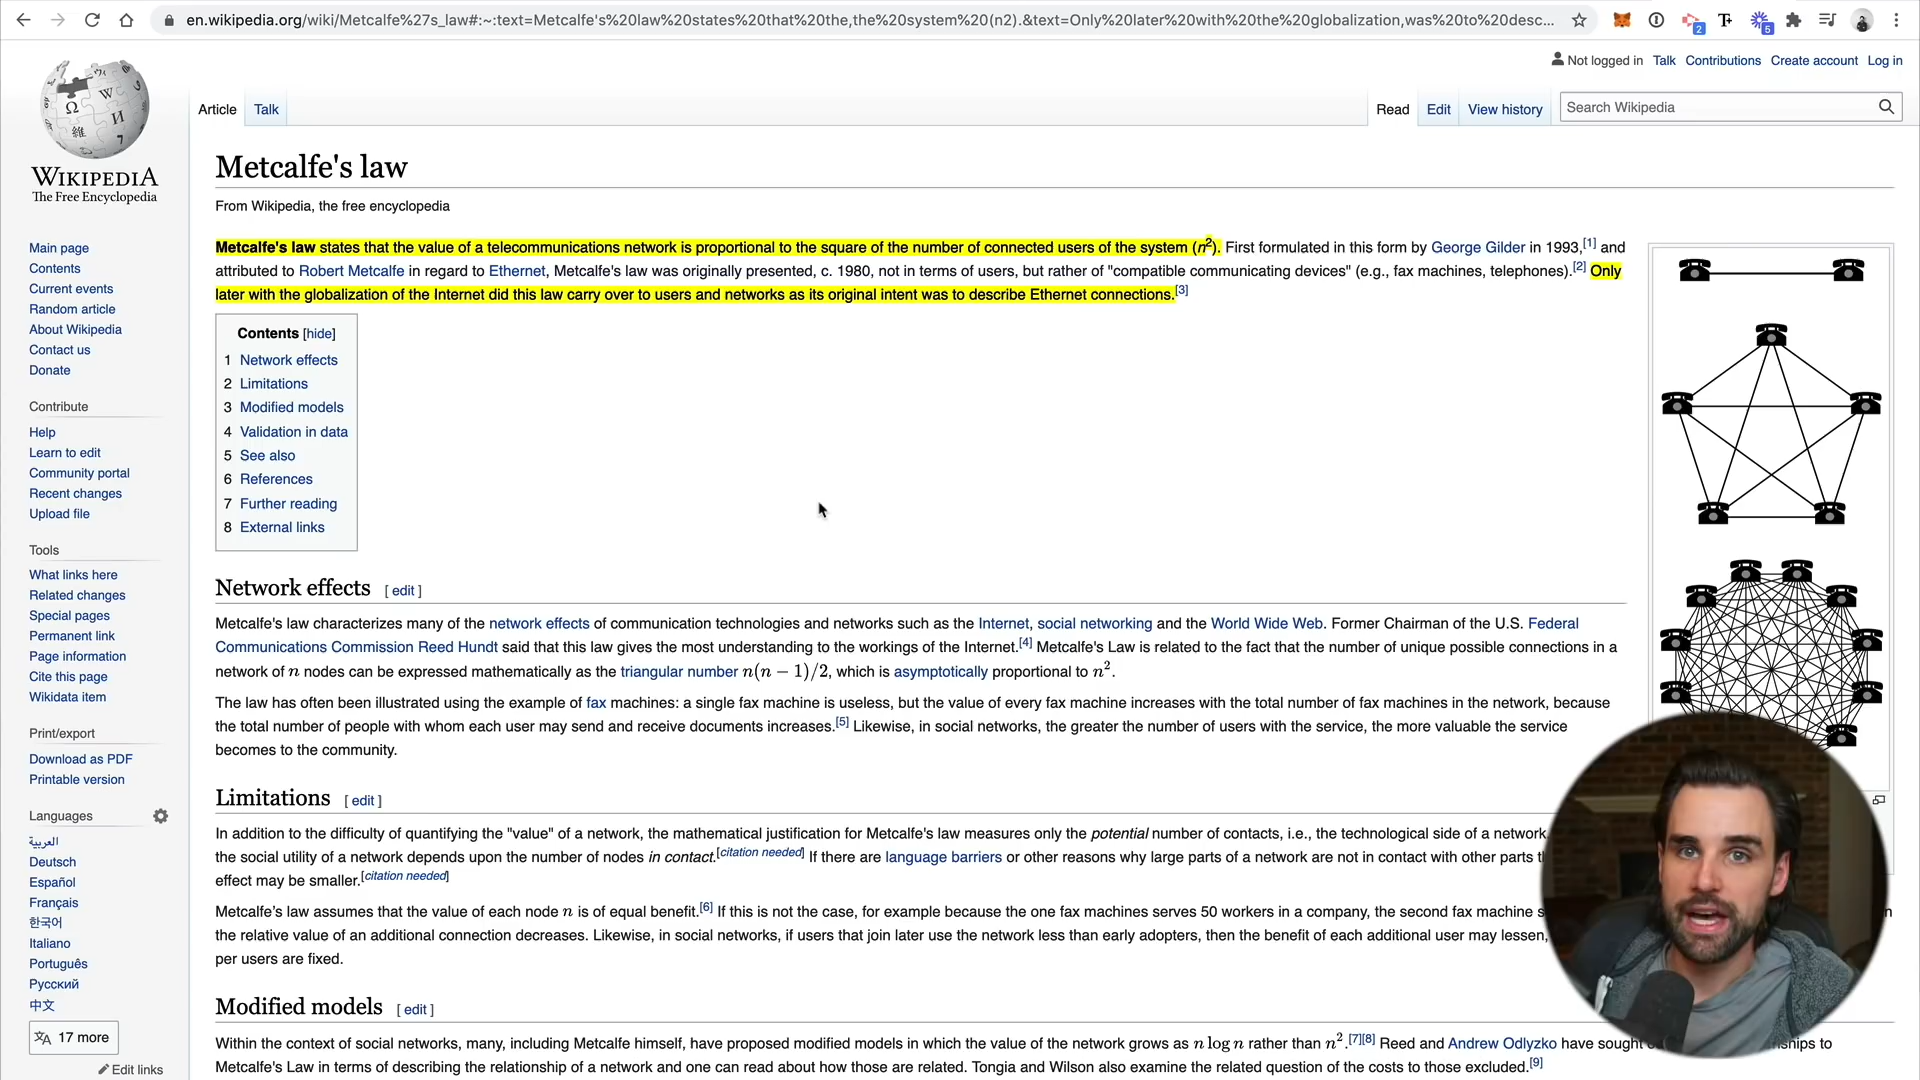 en.wikipedia.org/wiki/Metcalfe%27s_law#:~:text=Metcalfe's%20law%20states%20that%20the,the%20system%20(n2).&text=Only%20later%20with%20the%20globalization,was%20to%20desc...
2
5
Not logged in Talk Contributions Create account Log in
Article Talk Read Edit View history Search Wikipedia
WIKIPEDIA
The Free Encyclopedia
Main page
Contents
Current events
Random article
About Wikipedia
Contact us
Donate
Contribute
Help
Learn to edit
Community portal
Recent changes
Upload file
Tools
What links here
Related changes
Special pages
Permanent link
Page information
Cite this page
Wikidata item
Print/export
Download as PDF
Printable version
Languages
العربية
Deutsch
Español
Français
한국어
Italiano
Português
Русский
中文
17 more
Edit links
Metcalfe's law
From Wikipedia, the free encyclopedia
Metcalfe's law states that the value of a telecommunications network is proportional to the square of the number of connected users of the system (n²). First formulated in this form by George Gilder in 1993,[1] and
attributed to Robert Metcalfe in regard to Ethernet, Metcalfe's law was originally presented, c. 1980, not in terms of users, but rather of "compatible communicating devices" (e.g., fax machines, telephones).[2] Only
later with the globalization of the Internet did this law carry over to users and networks as its original intent was to describe Ethernet connections.[3]
Contents [hide]
1 Network effects
2 Limitations
3 Modified models
4 Validation in data
5 See also
6 References
7 Further reading
8 External links
Network effects [ edit ]
Metcalfe's law characterizes many of the network effects of communication technologies and networks such as the Internet, social networking and the World Wide Web. Former Chairman of the U.S. Federal
Communications Commission Reed Hundt said that this law gives the most understanding to the workings of the Internet.[4] Metcalfe's Law is related to the fact that the number of unique possible connections in a
network of n nodes can be expressed mathematically as the triangular number n(n − 1)/2, which is asymptotically proportional to n².
The law has often been illustrated using the example of fax machines: a single fax machine is useless, but the value of every fax machine increases with the total number of fax machines in the network, because
the total number of people with whom each user may send and receive documents increases.[5] Likewise, in social networks, the greater the number of users with the service, the more valuable the service
becomes to the community.
Limitations [ edit ]
In addition to the difficulty of quantifying the "value" of a network, the mathematical justification for Metcalfe's law measures only the potential number of contacts, i.e., the technological side of a network.
the social utility of a network depends upon the number of nodes in contact.[citation needed] If there are language barriers or other reasons why large parts of a network are not in contact with other parts
effect may be smaller.[citation needed]
Metcalfe's law assumes that the value of each node n is of equal benefit.[6] If this is not the case, for example because the one fax machines serves 50 workers in a company, the second fax machine
the relative value of an additional connection decreases. Likewise, in social networks, if users that join later use the network less than early adopters, then the benefit of each additional user may lessen,
per users are fixed.
Modified models [ edit ]
Within the context of social networks, many, including Metcalfe himself, have proposed modified models in which the value of the network grows as n log n rather than n².[7][8] Reed and Andrew Odlyzko have sought to
Metcalfe's Law in terms of describing the relationship of a network and one can read about how those are related. Tongia and Wilson also examine the related question of the costs to those excluded.[9]